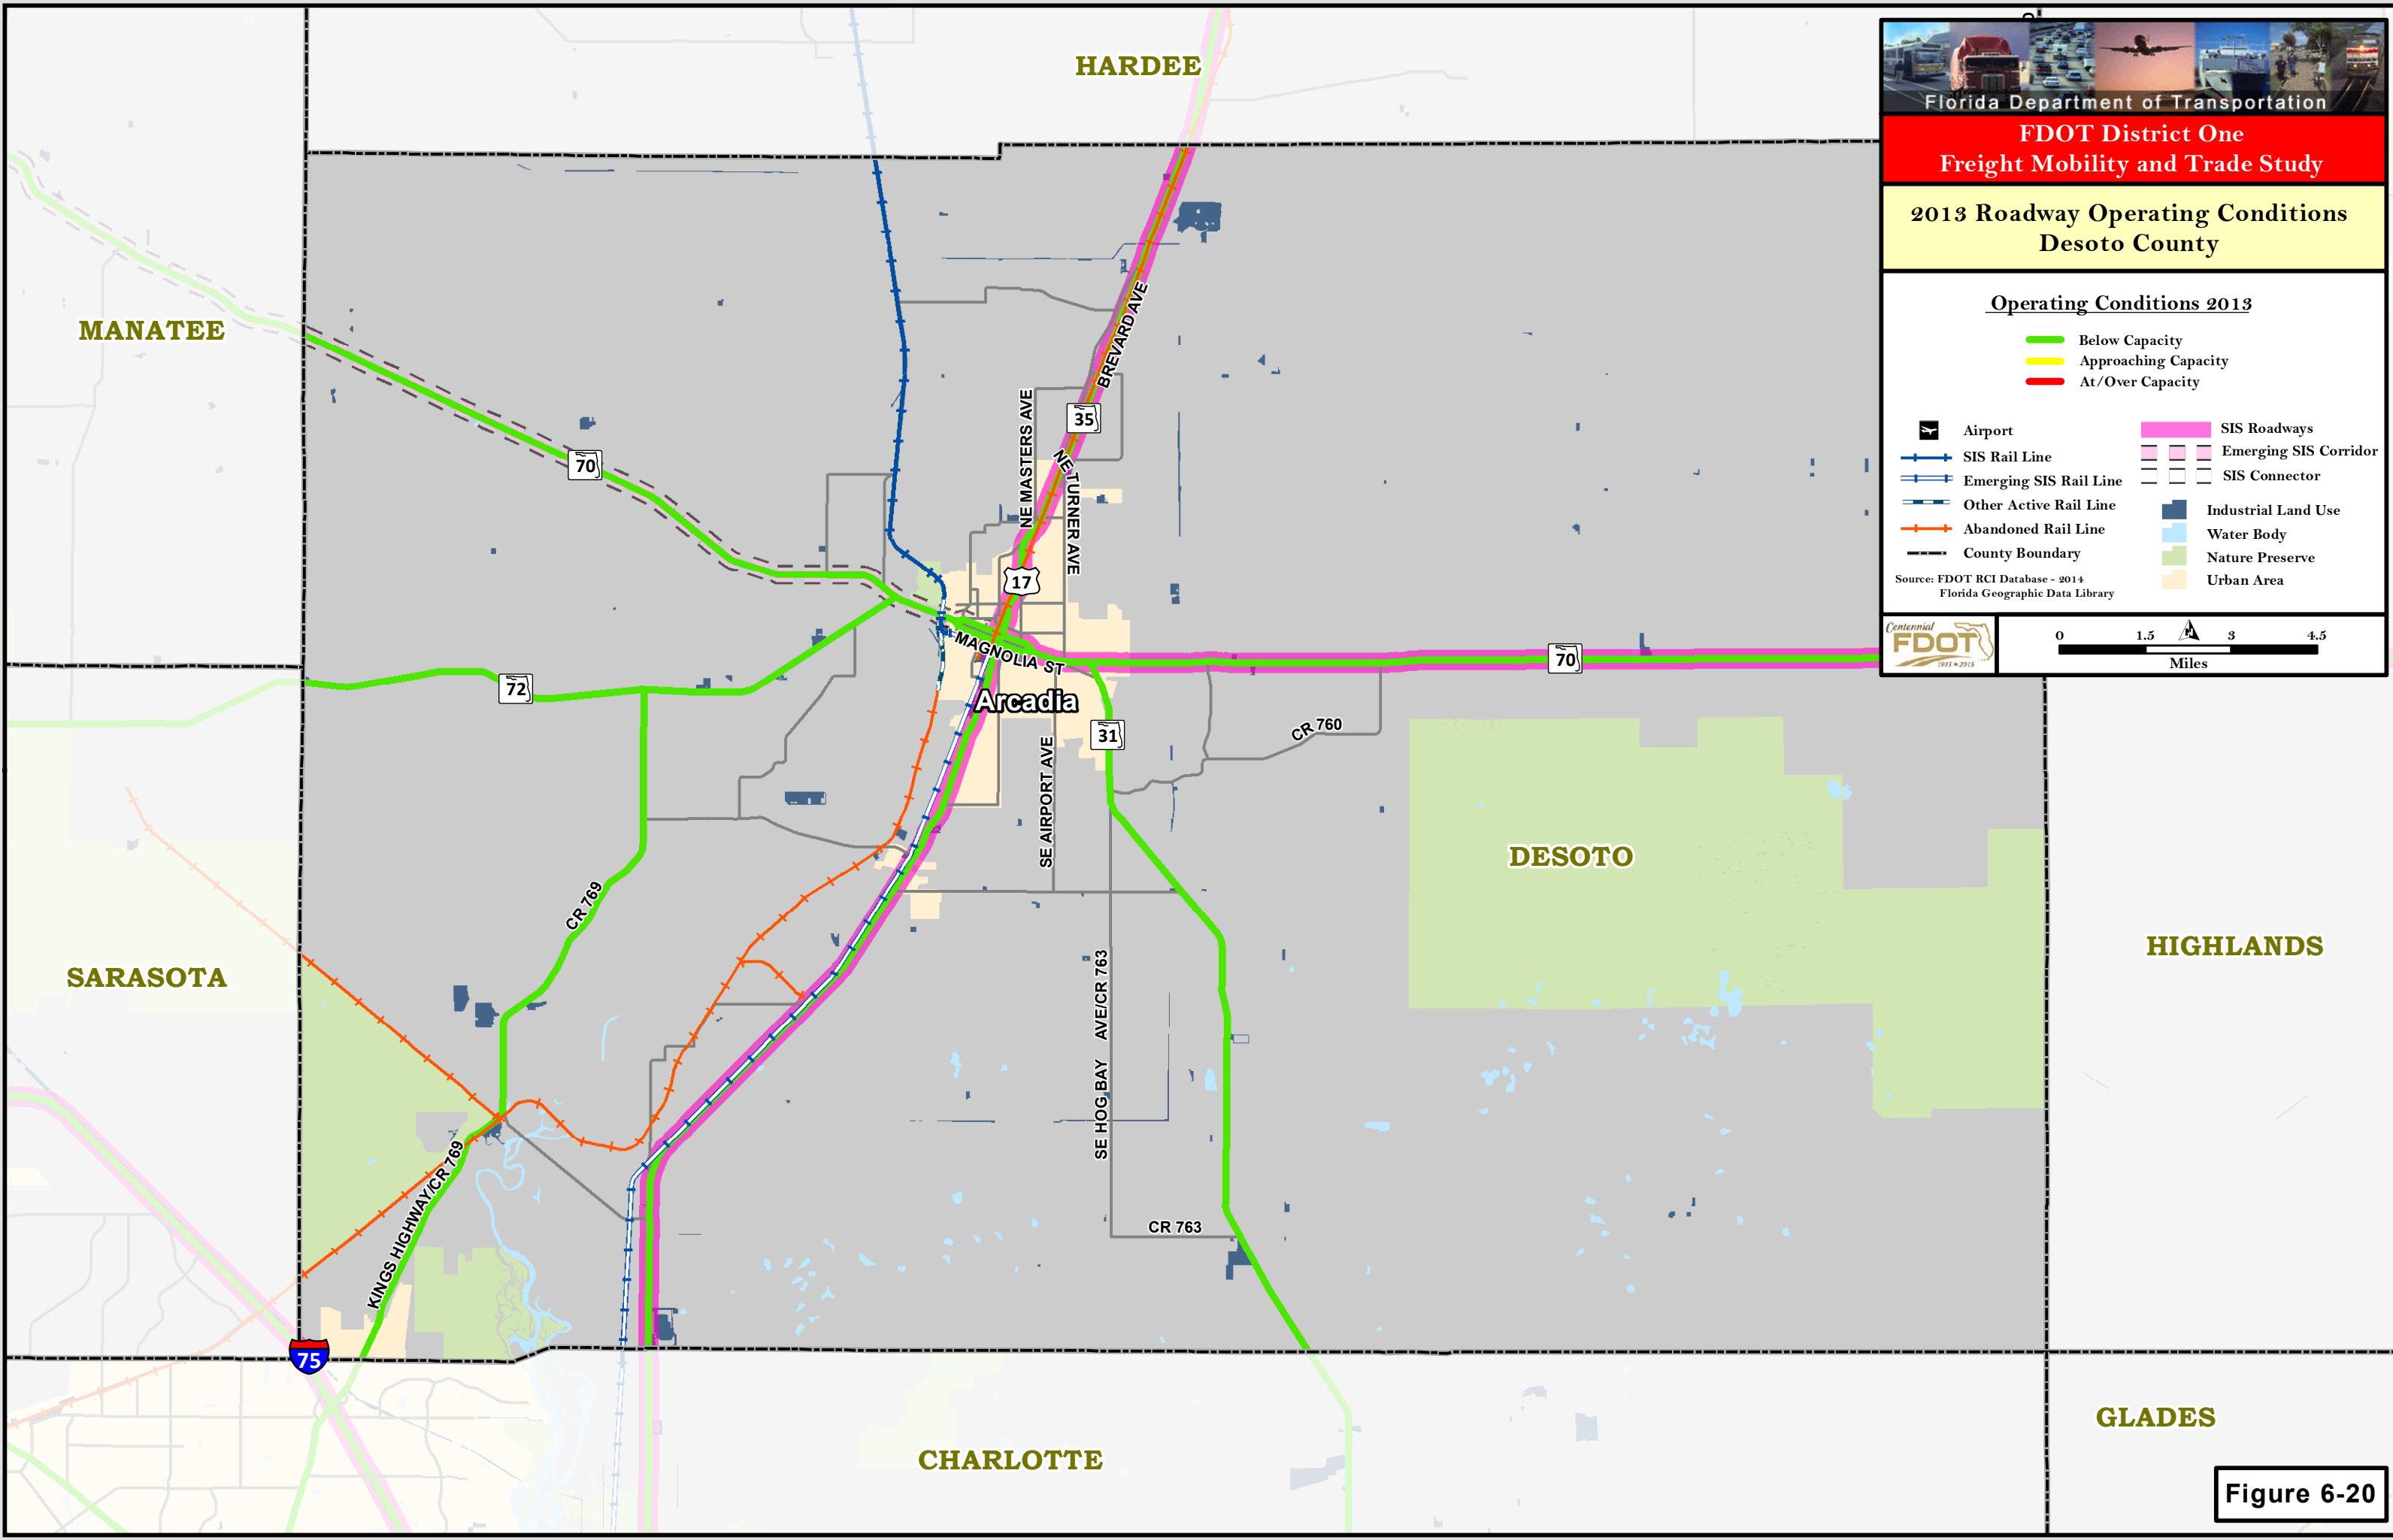 HARDEE
MANATEE
SARASOTA
DESOTO
HIGHLANDS
CHARLOTTE
GLADES
Arcadia
70
72
35
17
70
31
75
BREVARD AVE
NE MASTERS AVE
NE TURNER AVE
MAGNOLIA ST
SE AIRPORT AVE
CR 760
CR 769
KINGS HIGHWAY/CR 769
SE HOG BAY AVE/CR 763
CR 763
Florida Department of Transportation
FDOT District One
Freight Mobility and Trade Study
2013 Roadway Operating Conditions
Desoto County
Operating Conditions 2013
Below Capacity
Approaching Capacity
At/Over Capacity
Airport
SIS Rail Line
Emerging SIS Rail Line
Other Active Rail Line
Abandoned Rail Line
County Boundary
SIS Roadways
Emerging SIS Corridor
SIS Connector
Industrial Land Use
Water Body
Nature Preserve
Urban Area
Source: FDOT RCI Database - 2014
Florida Geographic Data Library
Centennial
FDOT
1915 * 2015
0 1.5 3 4.5
Miles
Figure 6-20